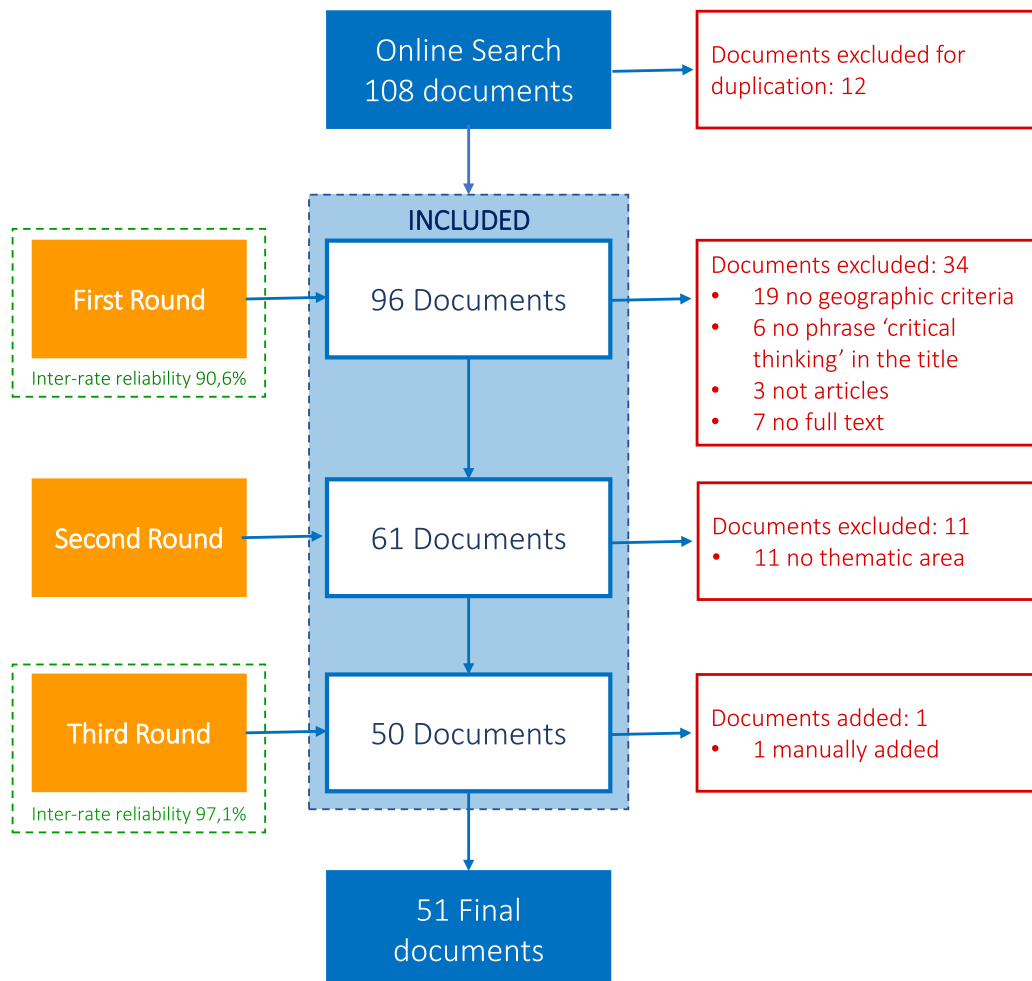 Online Search
108 documents
Documents excluded for
duplication: 12
INCLUDED
First Round
Inter-rate reliability 90,6%
96 Documents
Documents excluded: 34
• 19 no geographic criteria
• 6 no phrase ‘critical
thinking’ in the title
• 3 not articles
• 7 no full text
Second Round
61 Documents
Documents excluded: 11
• 11 no thematic area
Third Round
Inter-rate reliability 97,1%
50 Documents
Documents added: 1
• 1 manually added
51 Final
documents